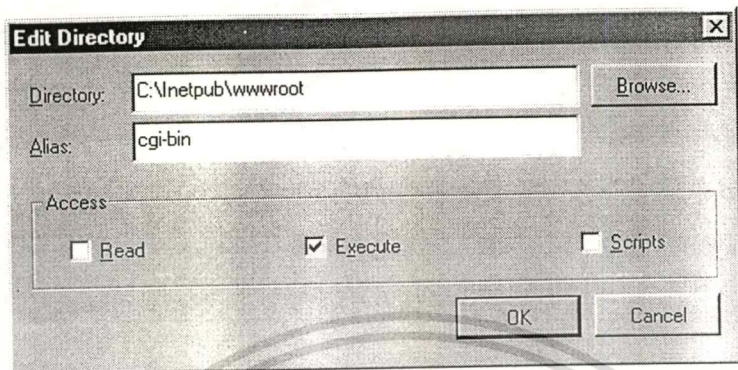 Edit Directory
Directory: C:\Inetpub\wwwroot Browse...
Alias: cgi-bin
Access
Read Execute Scripts
OK Cancel